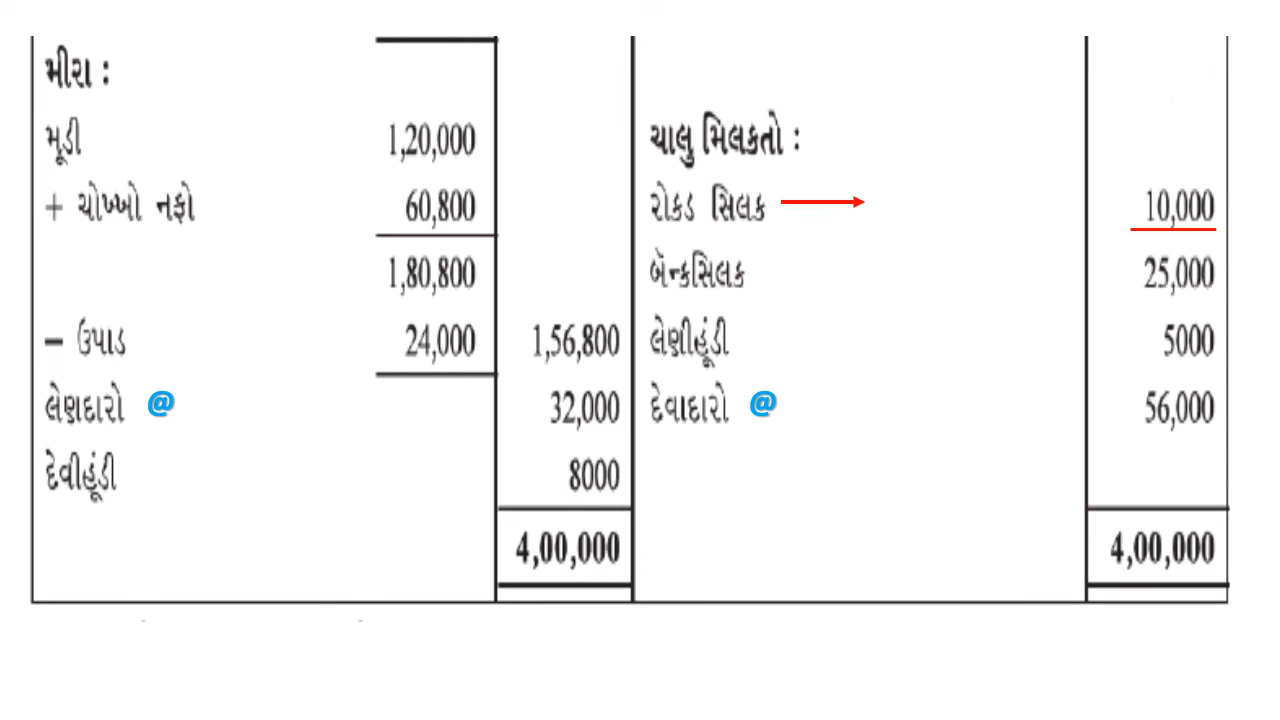 મીરા :
મૂડી 1,20,000 ચાલુ મિલકતો :
+ ચોખ્ખો નફો 60,800 રોકડ સિલક 10,000
1,80,800 બૅન્કસિલક 25,000
– ઉપાડ 24,000 1,56,800 લેણીહૂંડી 5000
લેણદારો @ 32,000 દેવાદારો @ 56,000
દેવીહૂંડી 8000
4,00,000 4,00,000